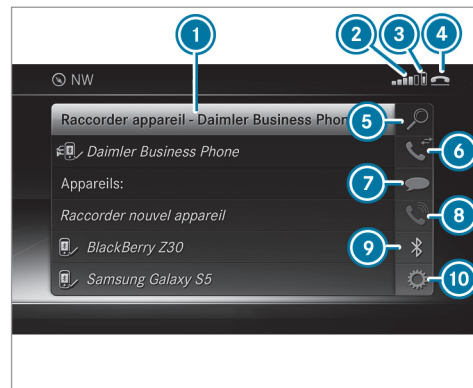 1
2
3
4
NW
Raccorder appareil - Daimler Business Phon
5
Daimler Business Phone
6
Appareils:
7
Raccorder nouvel appareil
8
BlackBerry Z30
9
Samsung Galaxy S5
10